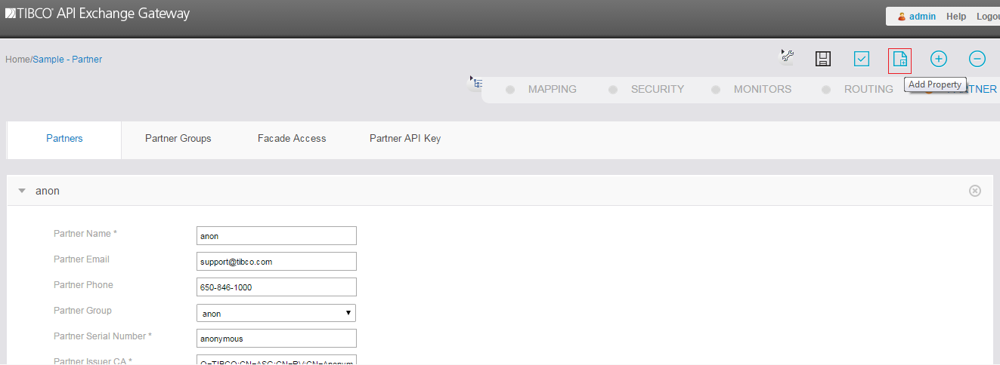 TIBCO® API Exchange Gateway
admin Help Logou
Home/Sample - Partner
Add Property
MAPPING SECURITY MONITORS ROUTING RTNER
Partners Partner Groups Facade Access Partner API Key
anon
Partner Name * anon
Partner Email support@tibco.com
Partner Phone 650-846-1000
Partner Group anon
Partner Serial Number * anonymous
Partner Issuer CA * O=TIBCO;CN=ASG;CN=RV;CN=Anonym